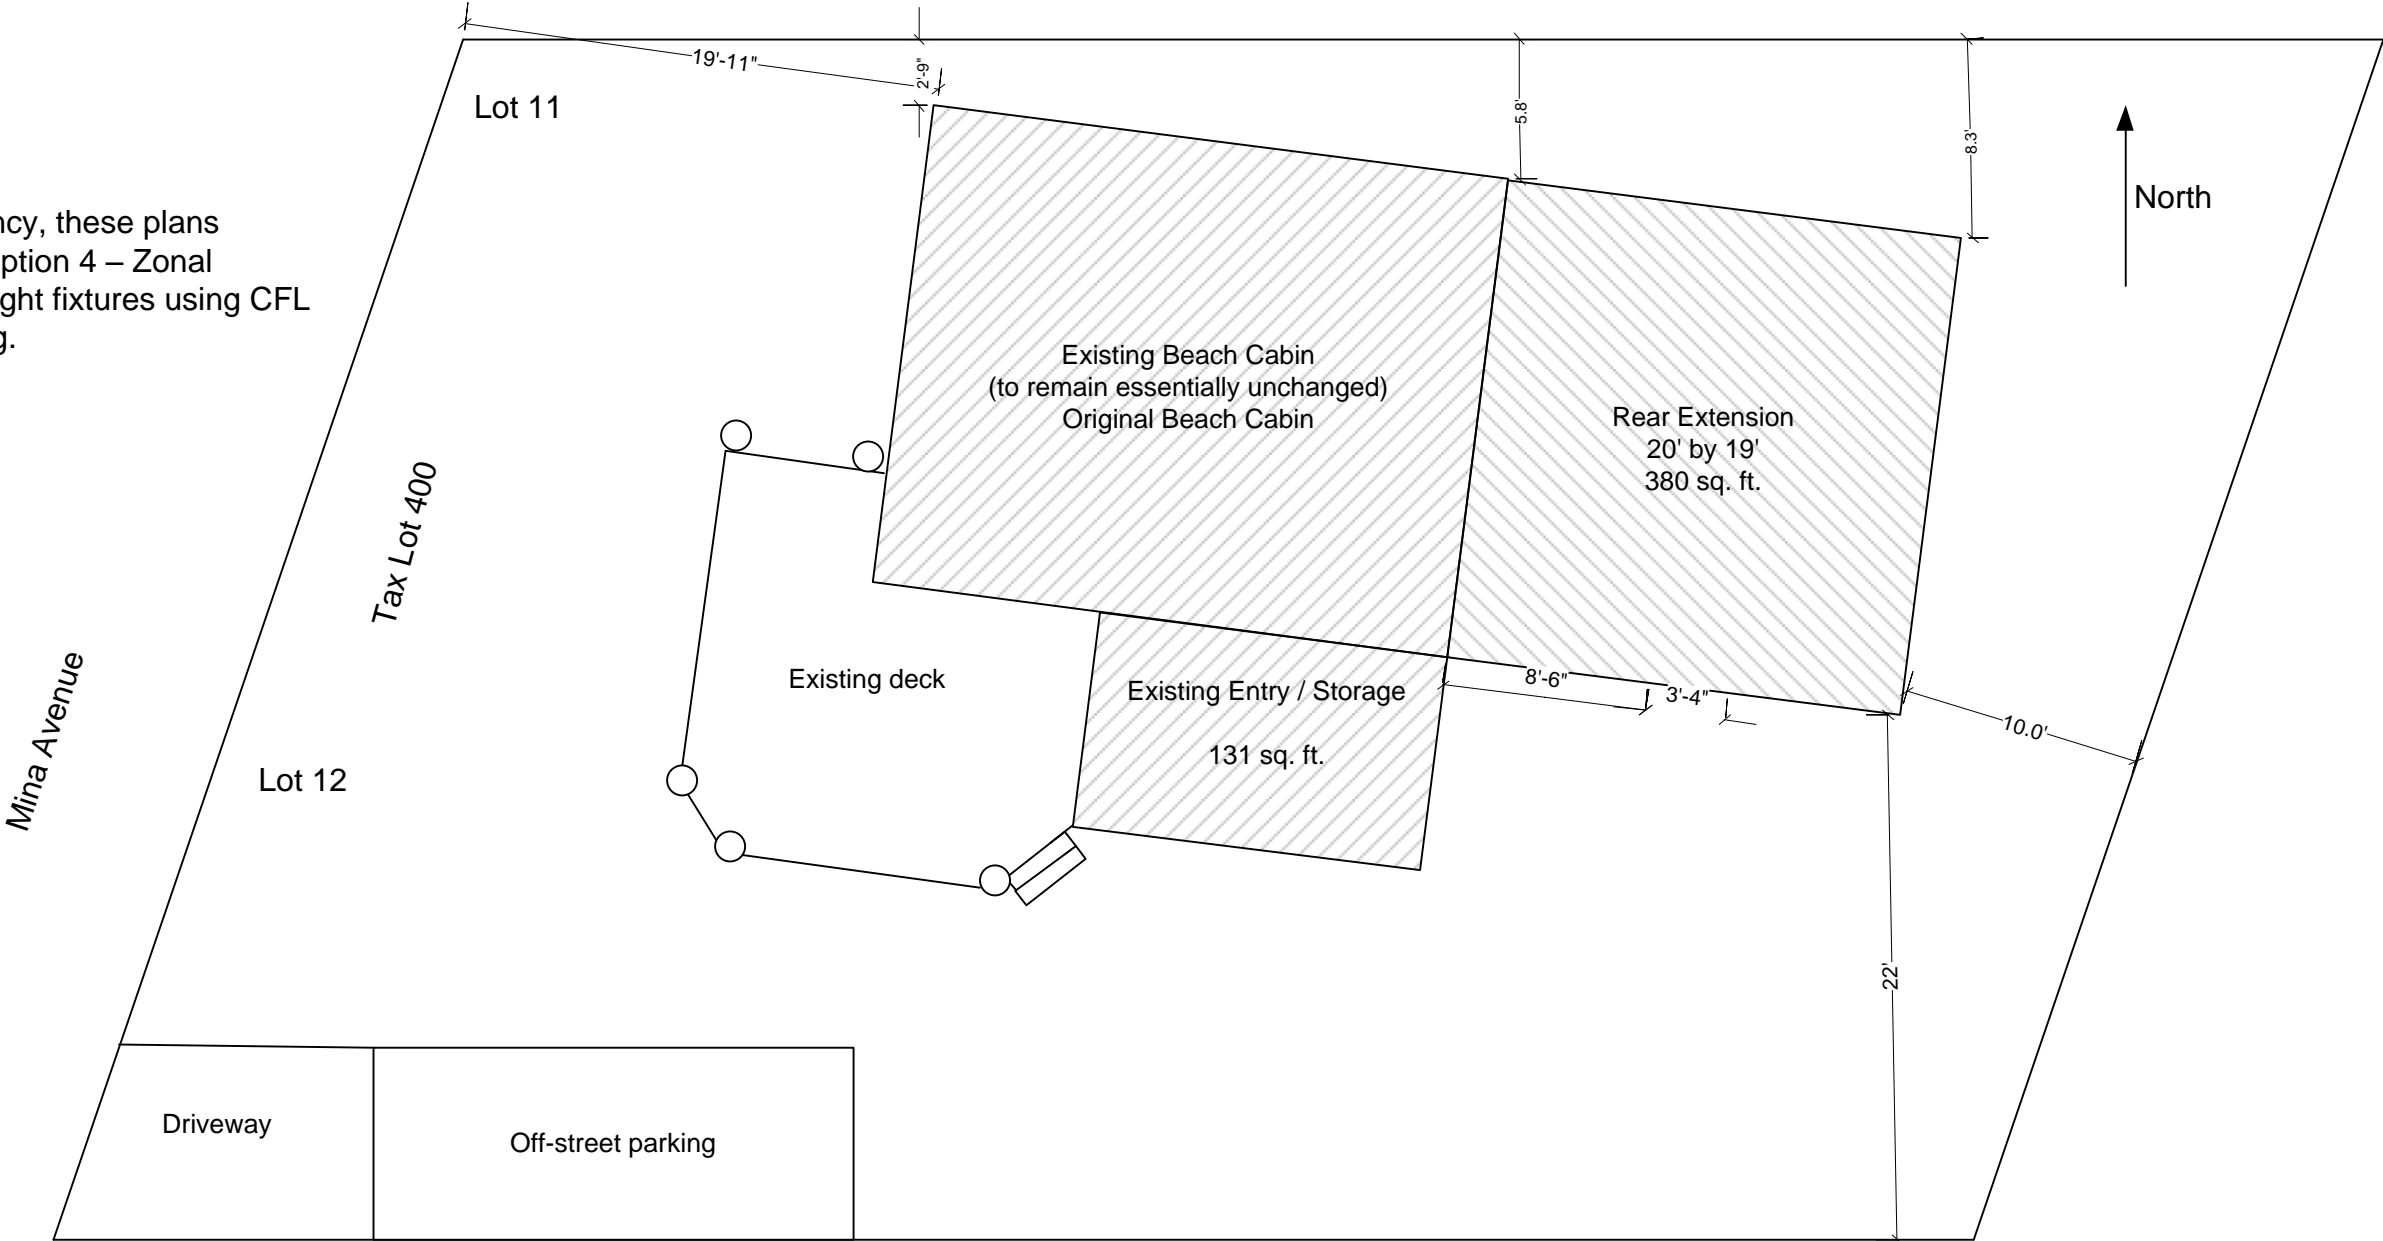 19'-11"
2'-9"
5.8'
8.3'
Lot 11
North
ncy, these plans
ption 4 – Zonal
ght fixtures using CFL
g.
Existing Beach Cabin
(to remain essentially unchanged)
Original Beach Cabin
Rear Extension
20' by 19'
380 sq. ft.
Tax Lot 400
Mina Avenue
Existing deck
Existing Entry / Storage
131 sq. ft.
8'-6"
3'-4"
10.0'
Lot 12
22'
Driveway
Off-street parking